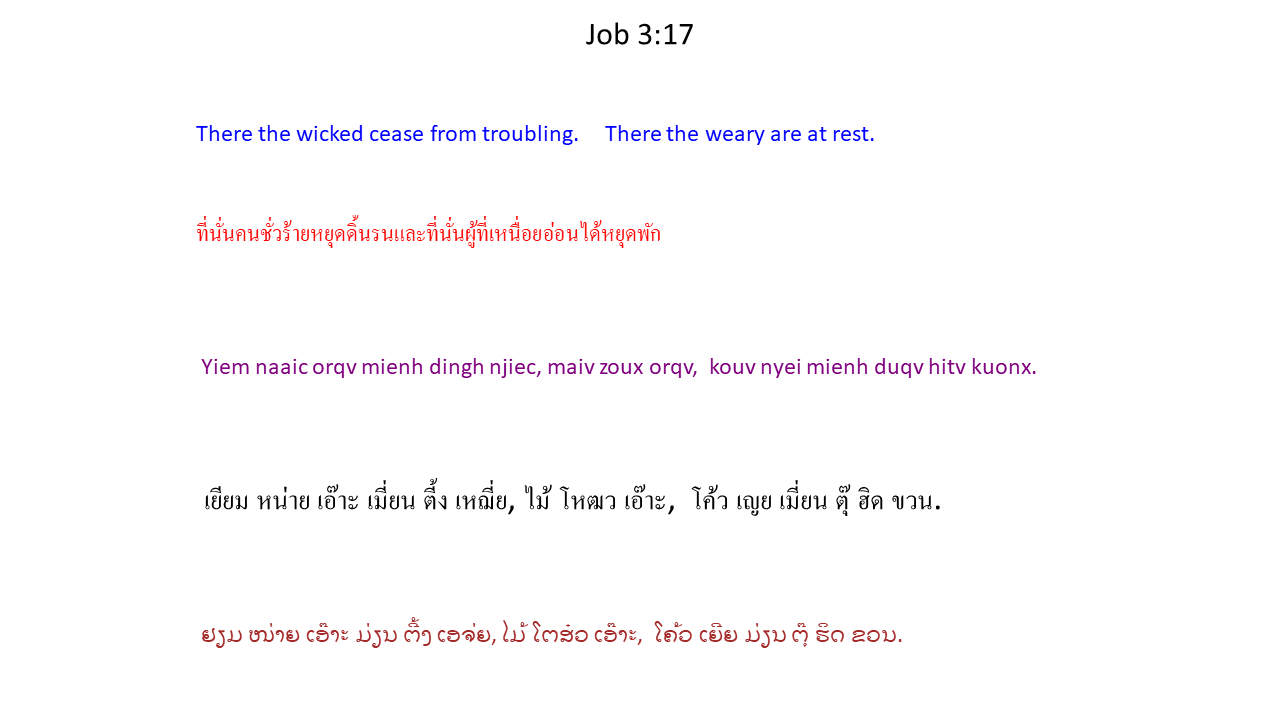 Job 3:17
There the wicked cease from troubling. There the weary are at rest.
ที่นั่นคนชั่วร้ายหยุดดิ้นรนและที่นั่นผู้ที่เหนื่อยอ่อนได้หยุดพัก
Yiem naaic orqv mienh dingh njiec, maiv zoux orqv, kouv nyei mienh duqv hitv kuonx.
เยียม หน่าย เอ๊าะ เมี่ยน ตี้ง เหฌี่ย, ไม้ โหฒว เอ๊าะ, โค้ว เญย เมี่ยน ตุ๊ ฮิด ขวน.
ຢຽມ ໜ່າຍ ເອ๊າະ ມ່ຽນ ຕີ້ງ ເອຈ່ຍ, ໄມ້ ໂຕສ໋ວ ເອ໊າະ, ໂຄ້ວ ເຍີຍ ມ່ຽນ ຕຸ໊ ຮິດ ຂວນ.